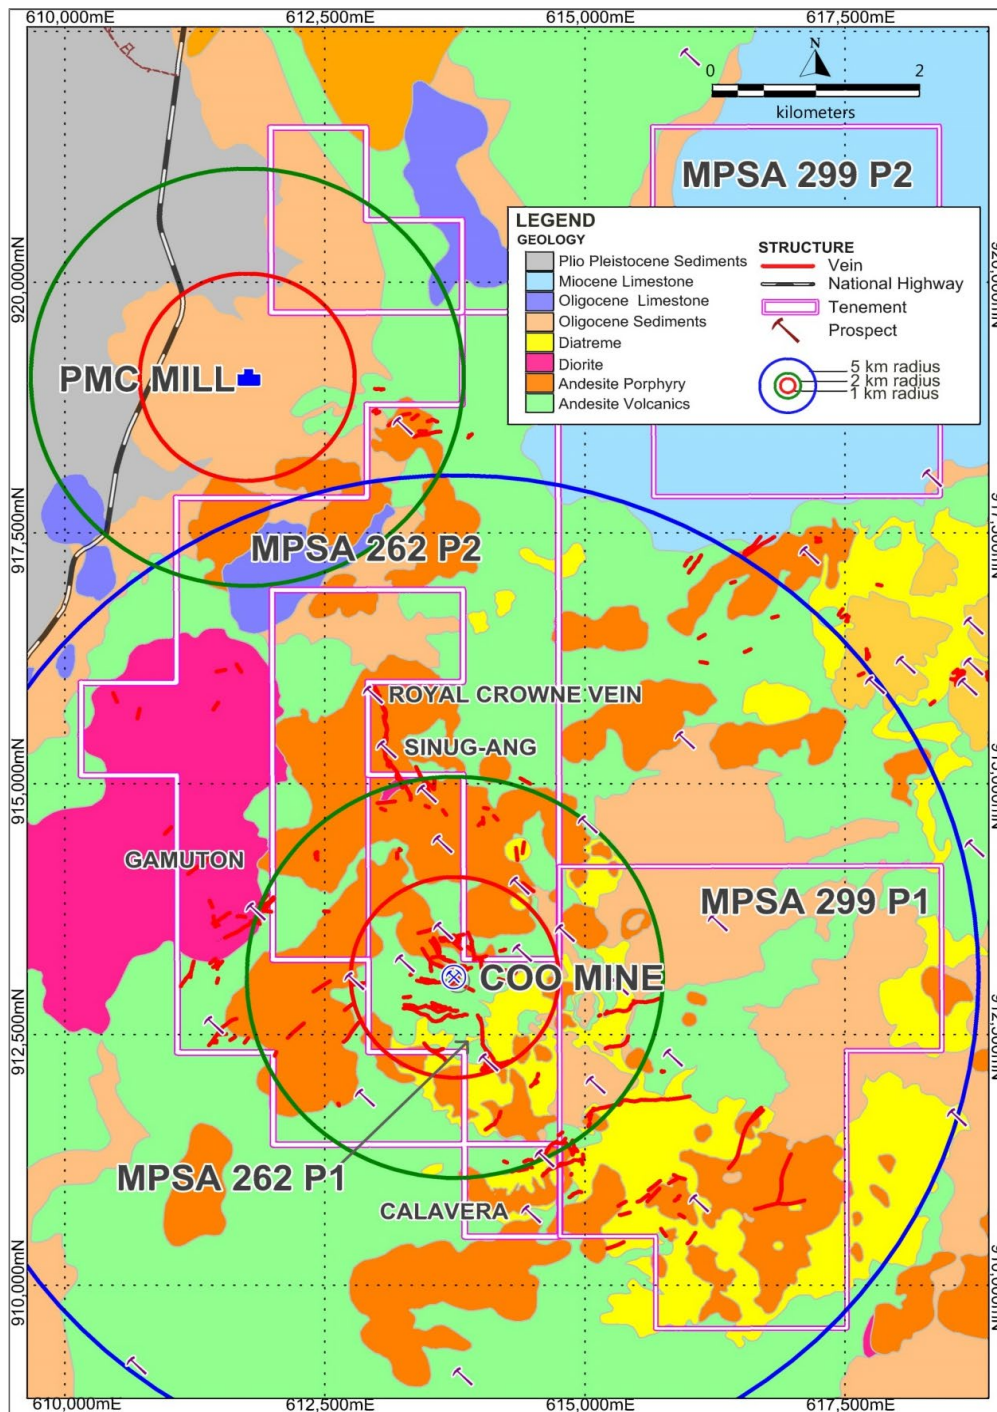 610,000mE 612,500mE 615,000mE 617,500mE
N
0 2
kilometers
MPSA 299 P2
LEGEND
GEOLOGY
Plio Pleistocene Sediments
Miocene Limestone
Oligocene Limestone
Oligocene Sediments
Diatreme
Diorite
Andesite Porphyry
Andesite Volcanics
STRUCTURE
Vein
National Highway
Tenement
Prospect
5 km radius
2 km radius
1 km radius
920,000mN
PMC MILL
917,500mN
MPSA 262 P2
ROYAL CROWNE VEIN
SINUG-ANG
915,000mN
GAMUTON
MPSA 299 P1
COO MINE
912,500mN
MPSA 262 P1
CALAVERA
910,000mN
610,000mE 612,500mE 615,000mE 617,500mE